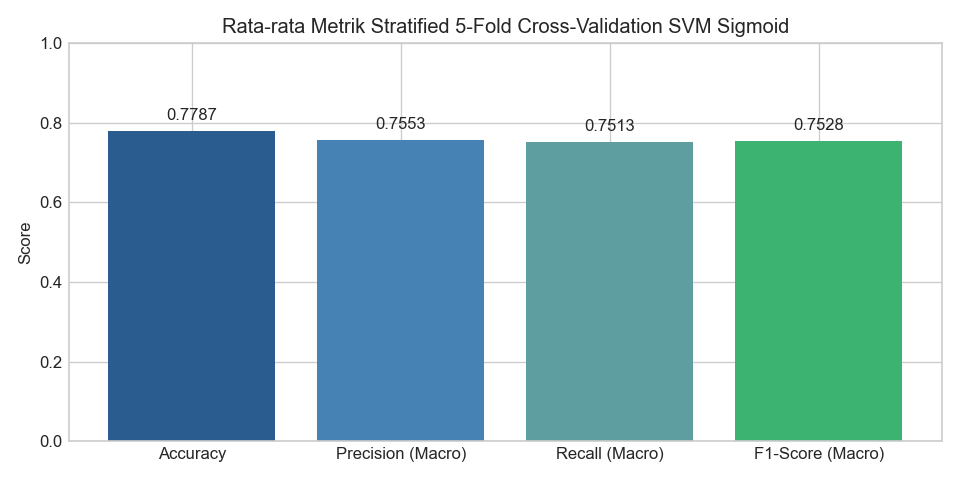 Rata-rata Metrik Stratified 5-Fold Cross-Validation SVM Sigmoid
1.0
0.8
0.6
0.4
0.2
0.0
Score
0.7787
0.7553
0.7513
0.7528
Accuracy
Precision (Macro)
Recall (Macro)
F1-Score (Macro)